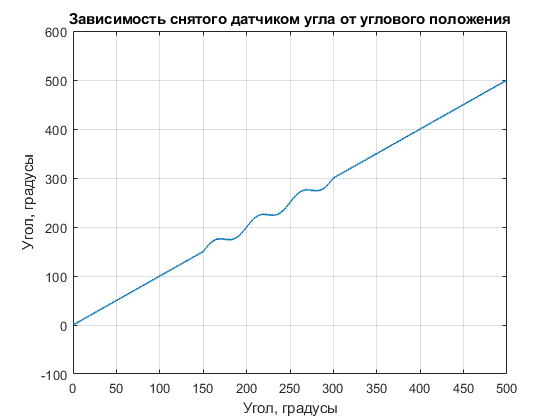 Зависимость снятого датчиком угла от углового положения
600
500
400
300
200
100
0
-100
Угол, градусы
0 50 100 150 200 250 300 350 400 450 500
Угол, градусы